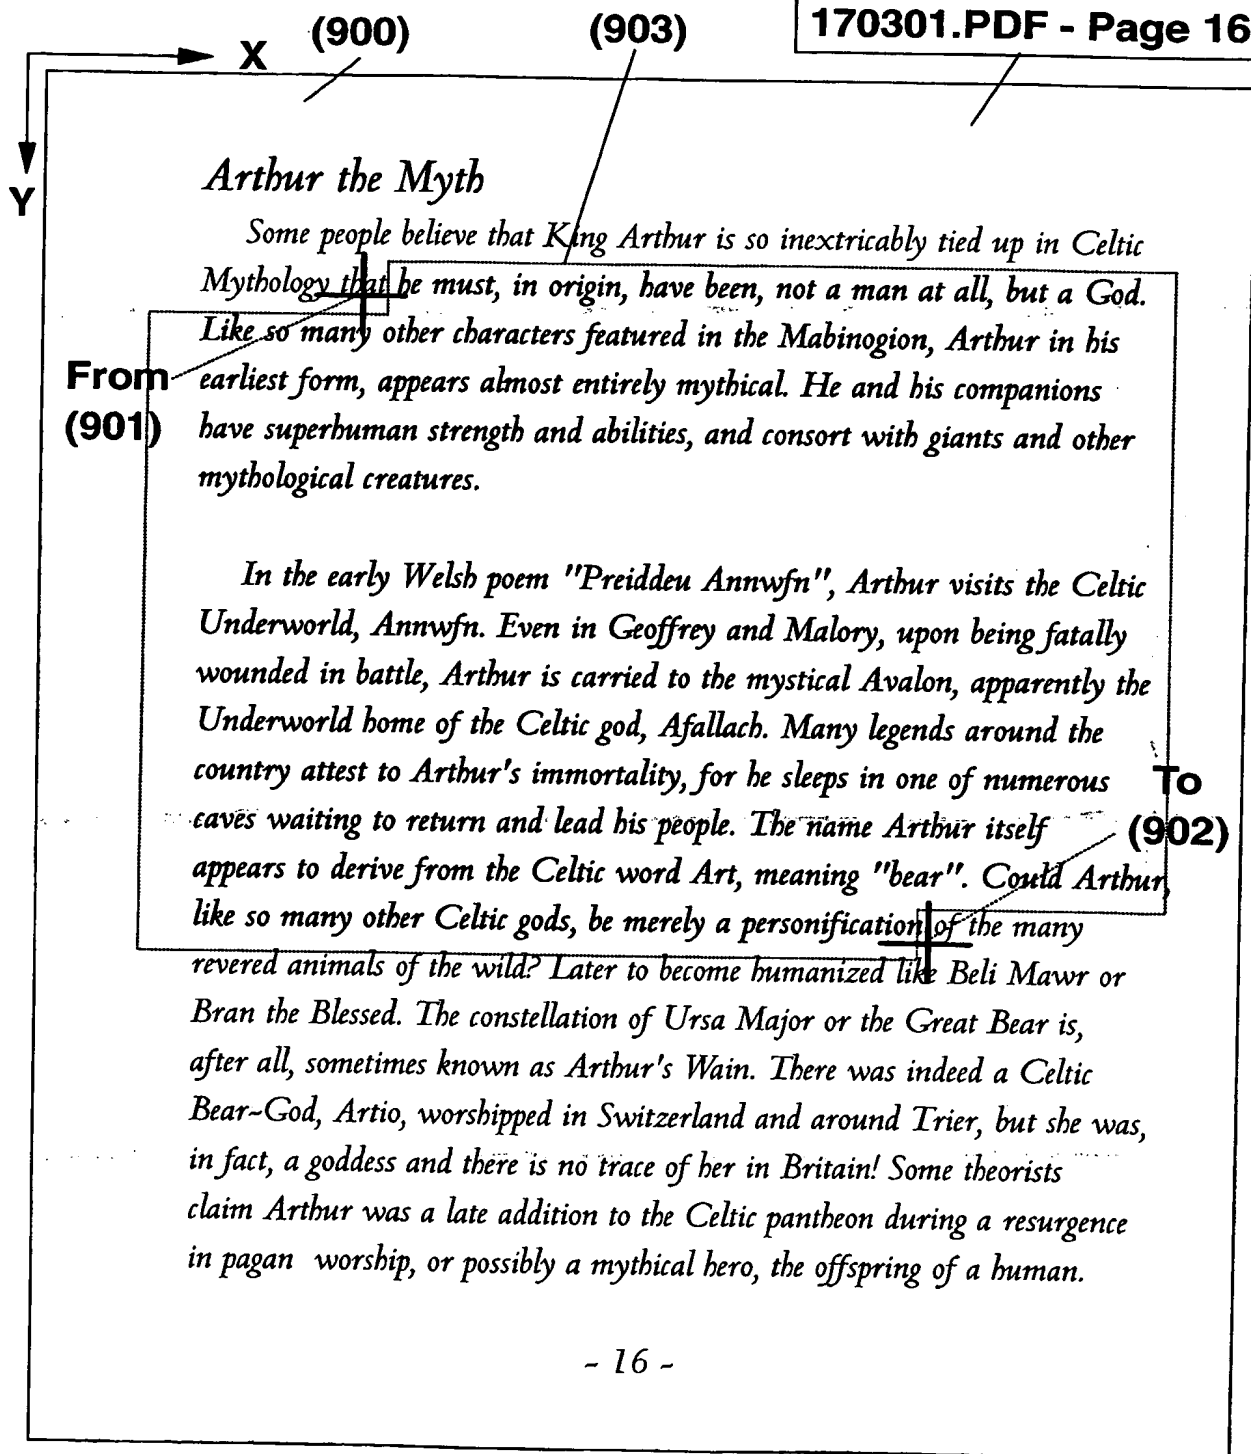 (900)
(903)
170301.PDF - Page 16
X
Y
Arthur the Myth
Some people believe that King Arthur is so inextricably tied up in Celtic
Mythology that he must, in origin, have been, not a man at all, but a God.
Like so many other characters featured in the Mabinogion, Arthur in his
From
earliest form, appears almost entirely mythical. He and his companions
(901)
have superhuman strength and abilities, and consort with giants and other
mythological creatures.
In the early Welsh poem "Preiddeu Annwfn", Arthur visits the Celtic
Underworld, Annwfn. Even in Geoffrey and Malory, upon being fatally
wounded in battle, Arthur is carried to the mystical Avalon, apparently the
Underworld home of the Celtic god, Afallach. Many legends around the
country attest to Arthur's immortality, for he sleeps in one of numerous
To
caves waiting to return and lead his people. The name Arthur itself
(902)
appears to derive from the Celtic word Art, meaning "bear". Could Arthur,
like so many other Celtic gods, be merely a personification of the many
revered animals of the wild? Later to become humanized like Beli Mawr or
Bran the Blessed. The constellation of Ursa Major or the Great Bear is,
after all, sometimes known as Arthur's Wain. There was indeed a Celtic
Bear~God, Artio, worshipped in Switzerland and around Trier, but she was,
in fact, a goddess and there is no trace of her in Britain! Some theorists
claim Arthur was a late addition to the Celtic pantheon during a resurgence
in pagan worship, or possibly a mythical hero, the offspring of a human.
~ 16 ~